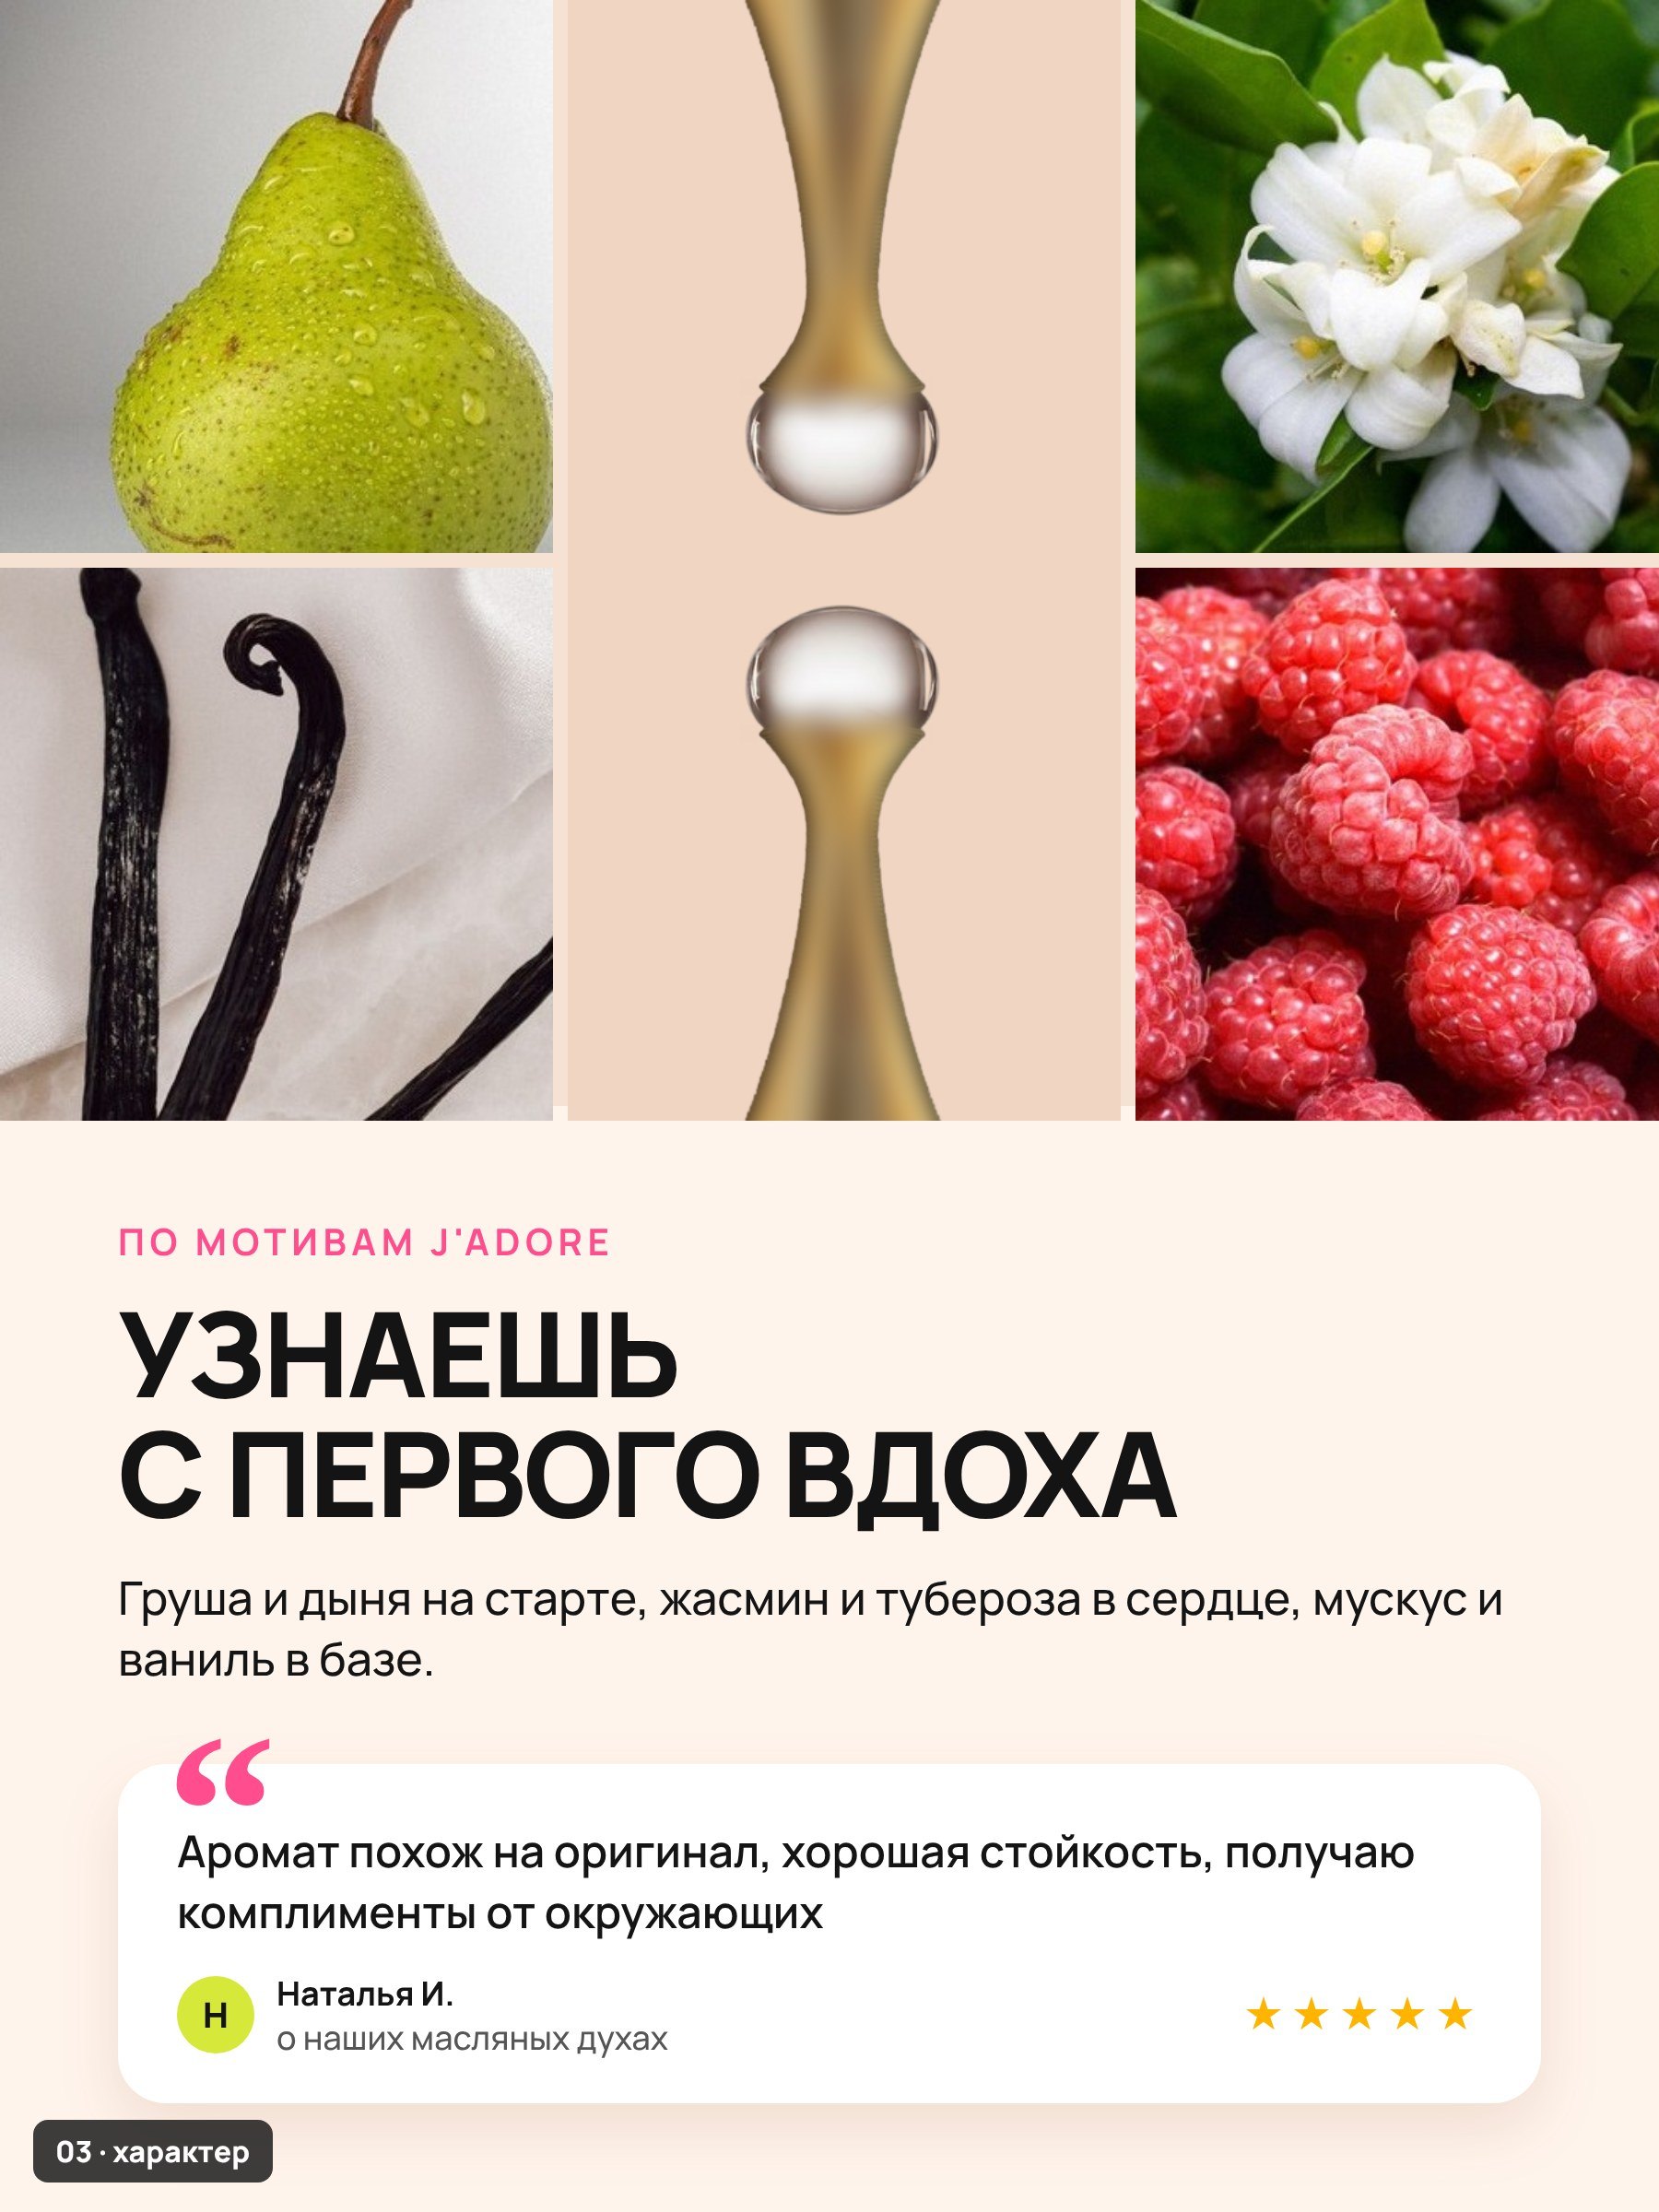 ПО МОТИВАМ J'ADORE
УЗНАЕШЬ
С ПЕРВОГО ВДОХА
Груша и дыня на старте, жасмин и тубероза в сердце, мускус и
ваниль в базе.
“
Аромат похож на оригинал, хорошая стойкость, получаю
комплименты от окружающих
Н
Наталья И.
о наших масляных духах
★★★★★
03 · характер